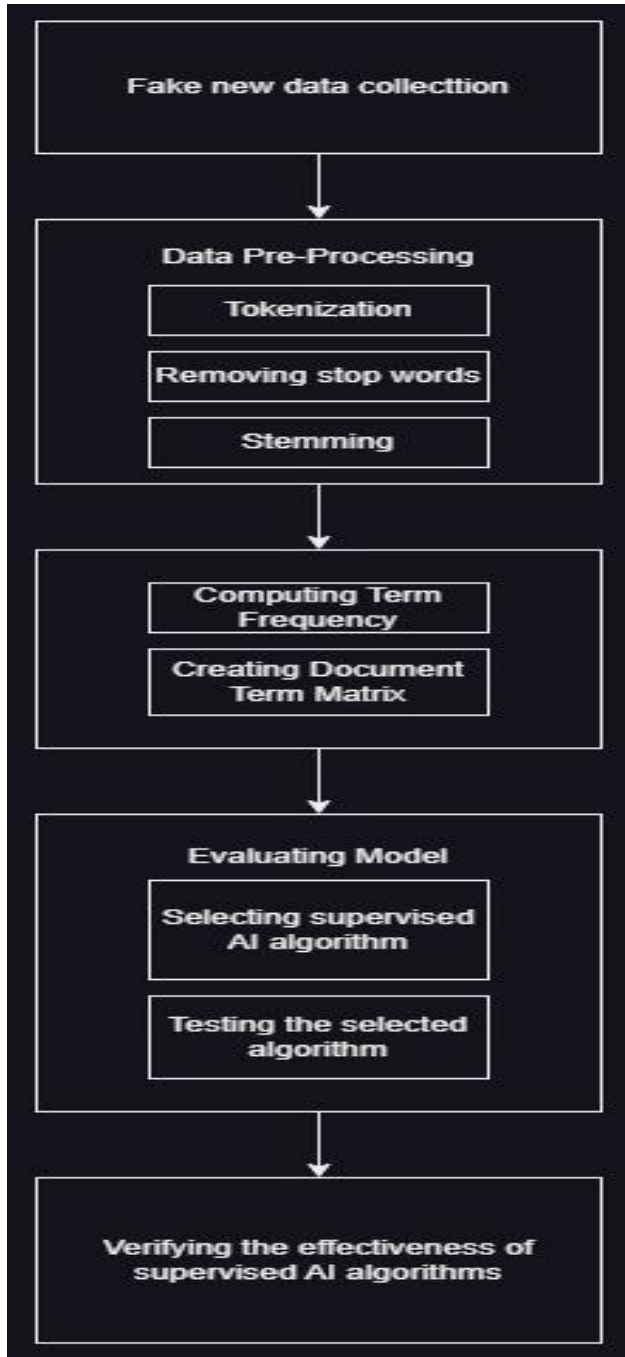 Fake new data collecttion
Data Pre-Processing
Tokenization
Removing stop words
Stemming
Computing Term
Frequency
Creating Document
Term Matrix
Evaluating Model
Selecting supervised
AI algorithm
Testing the selected
algorithm
Verifying the effectiveness of
supervised AI algorithms